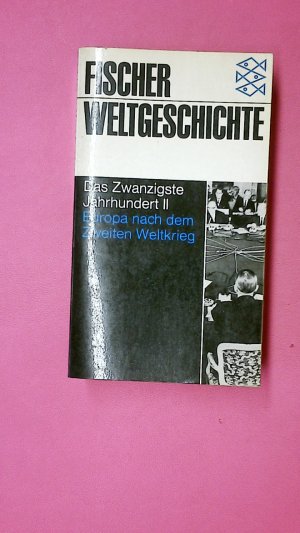 FISCHER
WELTGESCHICHTE
Das Zwanzigste
Jahrhundert II
Europa nach dem
Zweiten Weltkrieg